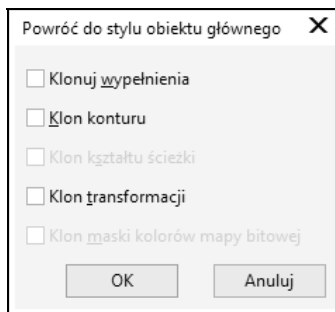 Powróć do stylu obiektu głównego
Klonuj wypełnienia
Klon konturu
Klon kształtu ścieżki
Klon transformacji
Klon maski kolorów mapy bitowej
OK Anuluj